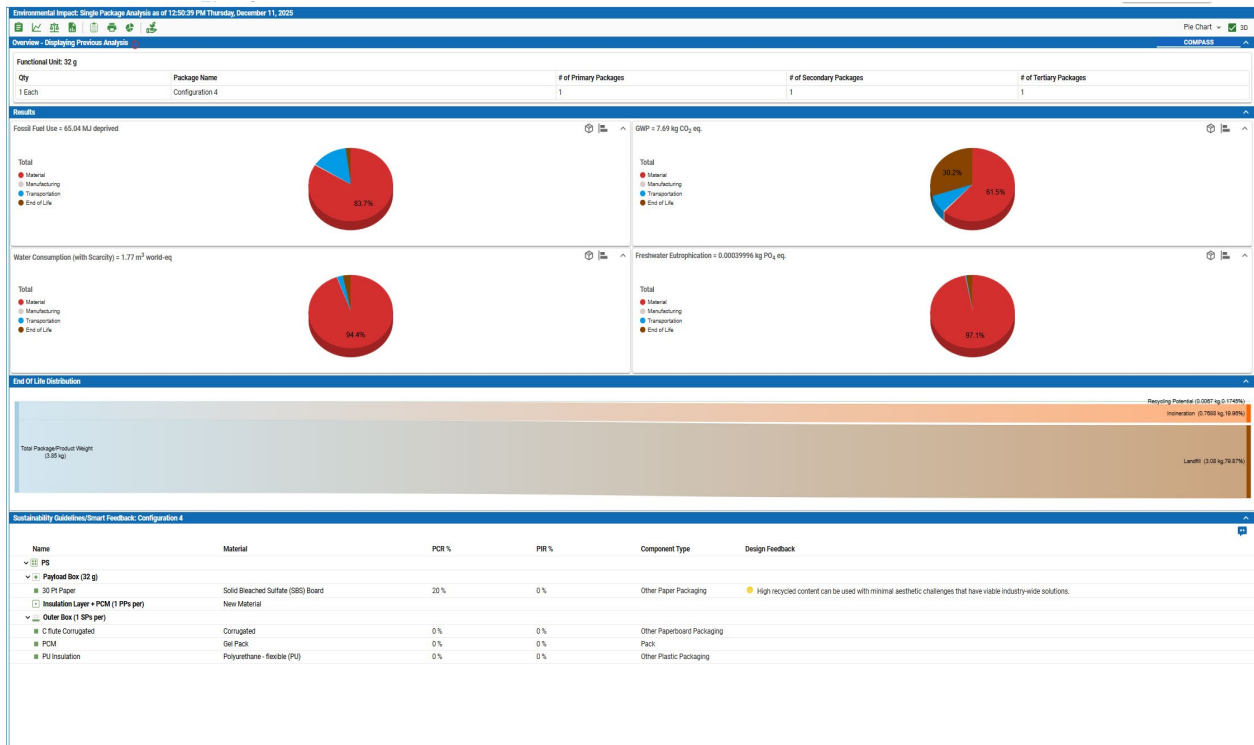 Environmental Impact: Single Package Analysis as of 12:50:39 PM Thursday, December 11, 2025
Pie Chart 3D
Overview - Displaying Previous Analysis COMPASS
Functional Unit: 32 g
Qty Package Name # of Primary Packages # of Secondary Packages # of Tertiary Packages
1 Each Configuration 4 1 1 1
Results
Fossil Fuel Use = 65.04 MJ deprived
Total
Material
Manufacturing
Transportation
End of Life
83.7%
GWP = 7.69 kg CO2 eq.
Total
Material
Manufacturing
Transportation
End of Life
30.2%
61.5%
Water Consumption (with Scarcity) = 1.77 m3 world-eq
Total
Material
Manufacturing
Transportation
End of Life
94.4%
Freshwater Eutrophication = 0.00039996 kg PO4 eq.
Total
Material
Manufacturing
Transportation
End of Life
97.1%
End Of Life Distribution
Recycling Potential (0.0067 kg,0.1745%)
Incineration (0.7688 kg,19.96%)
Total Package/Product Weight
(3.85 kg)
Landfill (3.08 kg,79.87%)
Sustainability Guidelines/Smart Feedback: Configuration 4
Name Material PCR % PIR % Component Type Design Feedback
PS
Payload Box (32 g)
30 Pt Paper Solid Bleached Sulfate (SBS) Board 20 % 0 % Other Paper Packaging High recycled content can be used with minimal aesthetic challenges that have viable industry-wide solutions.
Insulation Layer + PCM (1 PPs per) New Material
Outer Box (1 SPs per)
C flute Corrugated Corrugated 0 % 0 % Other Paperboard Packaging
PCM Gel Pack 0 % 0 % Pack
PU Insulation Polyurethane - flexible (PU) 0 % 0 % Other Plastic Packaging